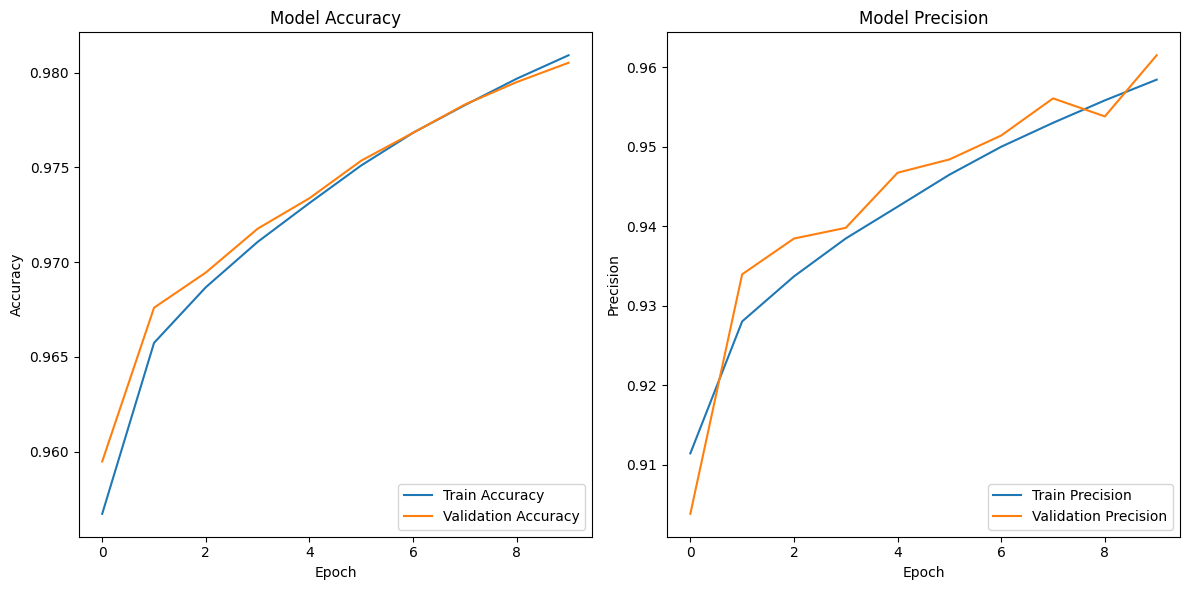 Model Accuracy
Accuracy
0.980
0.975
0.970
0.965
0.960
0 2 4 6 8
Epoch
Train Accuracy
Validation Accuracy
Model Precision
Precision
0.96
0.95
0.94
0.93
0.92
0.91
0 2 4 6 8
Epoch
Train Precision
Validation Precision